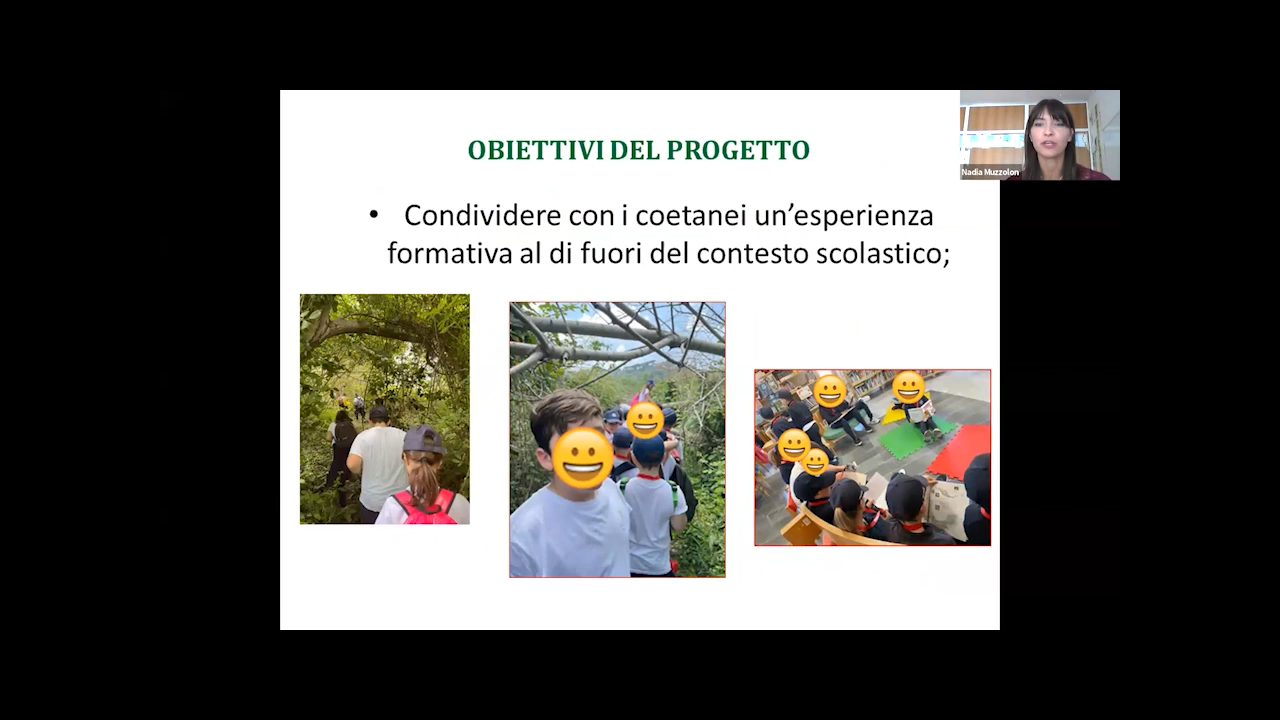 OBIETTIVI DEL PROGETTO
• Condividere con i coetanei un’esperienza
formativa al di fuori del contesto scolastico;
Nadia Muzzolon